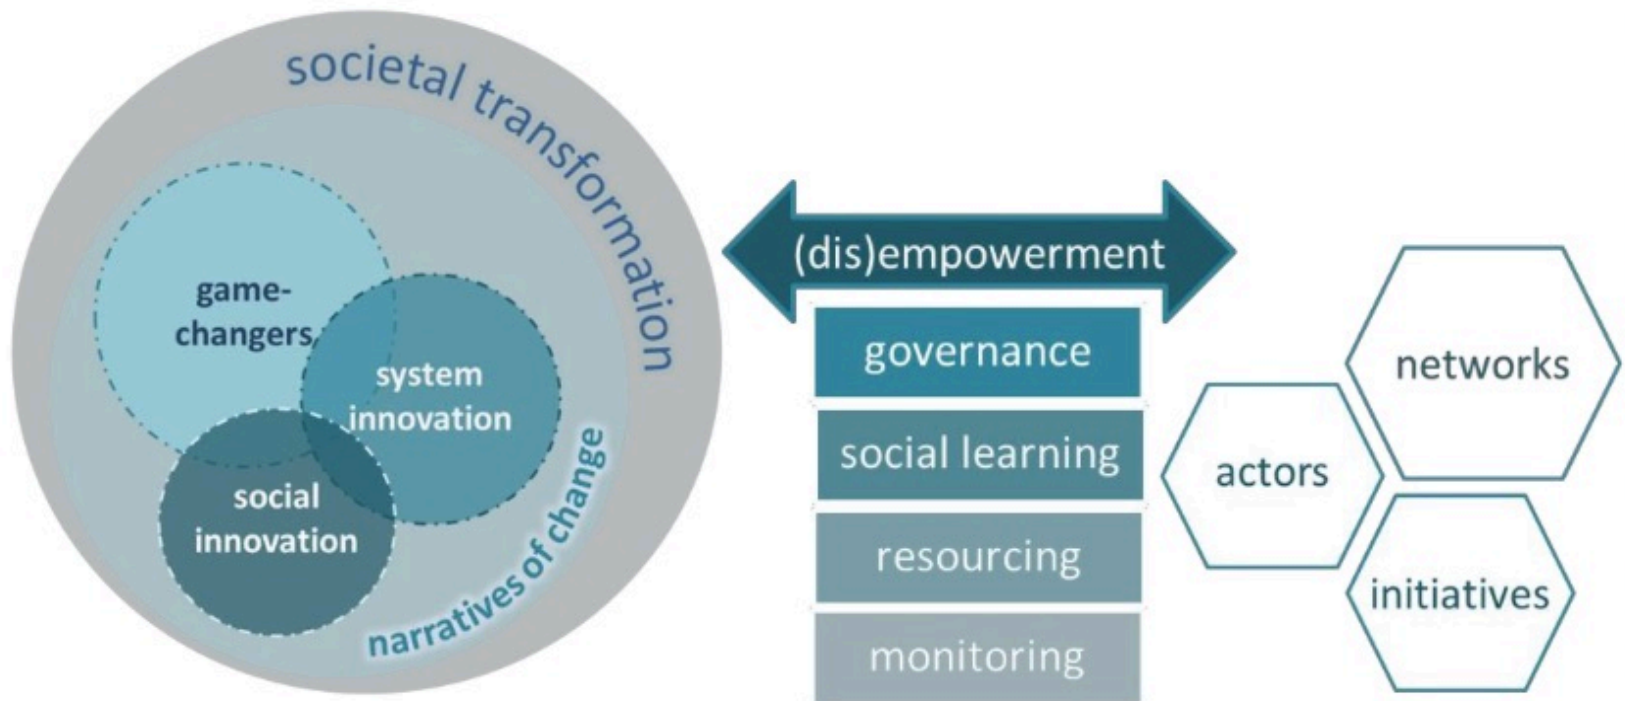 societal transformation
game-
changers
system
innovation
social
innovation
narratives of change
(dis)empowerment
governance
social learning
resourcing
monitoring
networks
actors
initiatives